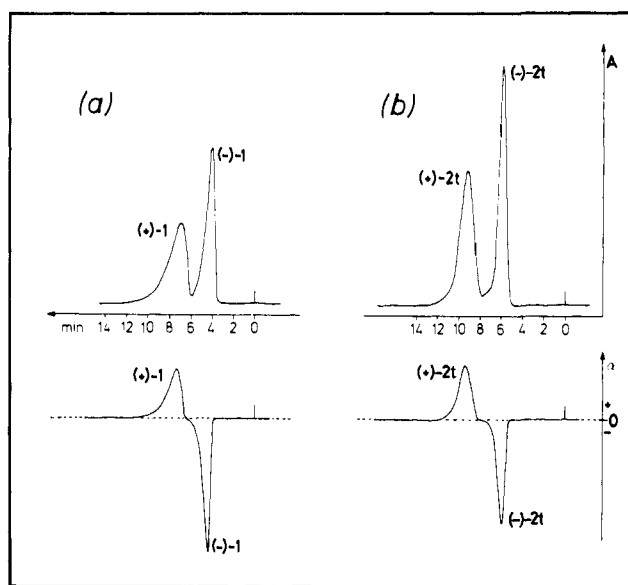 (a)
(-)-1
(+)-1
min 14 12 10 8 6 4 2 0
(+)-1
(-)-1
(b)
A
(-)-2t
(+)-2t
14 12 10 8 6 4 2 0
α
(+)-2t
+
0
-
(-)-2t